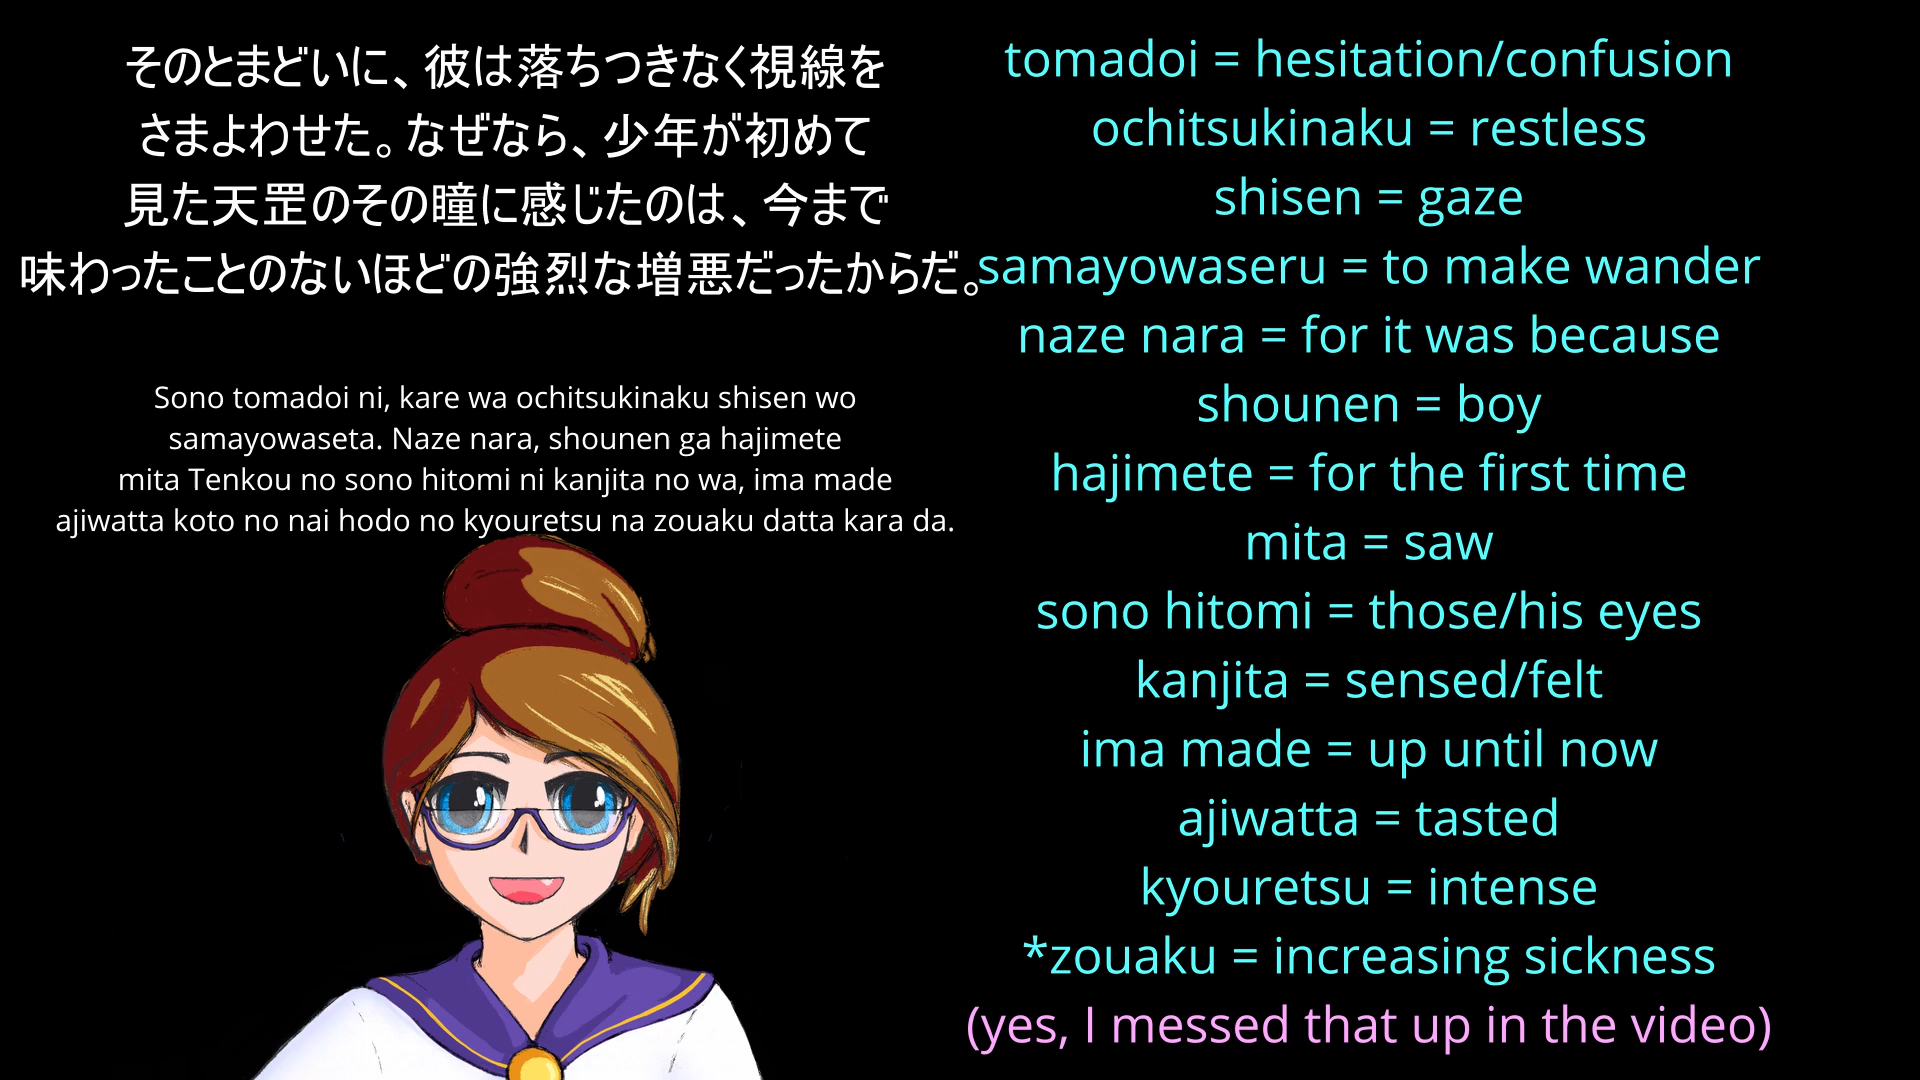 そのとまどいに、彼は落ちつきなく視線を
さまよわせた。なぜなら、少年が初めて
見た天罡のその瞳に感じたのは、今まで
味わったことのないほどの強烈な増悪だったからだ。
Sono tomadoi ni, kare wa ochitsukinaku shisen wo
samayowaseta. Naze nara, shounen ga hajimete
mita Tenkou no sono hitomi ni kanjita no wa, ima made
ajiwatta koto no nai hodo no kyouretsu na zouaku datta kara da.
tomadoi = hesitation/confusion
ochitsukinaku = restless
shisen = gaze
samayowaseru = to make wander
naze nara = for it was because
shounen = boy
hajimete = for the first time
mita = saw
sono hitomi = those/his eyes
kanjita = sensed/felt
ima made = up until now
ajiwatta = tasted
kyouretsu = intense
*zouaku = increasing sickness
(yes, I messed that up in the video)